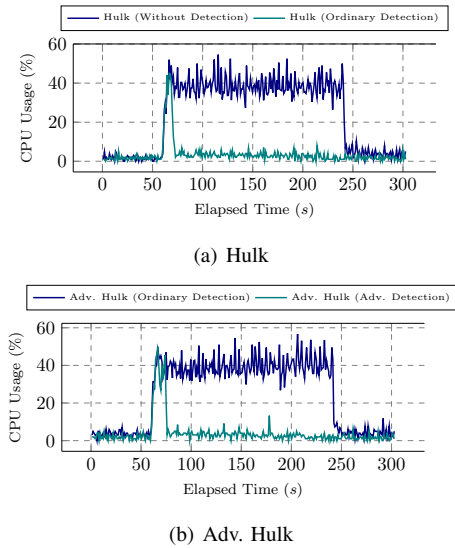 Hulk (Without Detection) Hulk (Ordinary Detection)
60
40
20
0
CPU Usage (%)
0 50 100 150 200 250 300
Elapsed Time (s)
(a) Hulk
Adv. Hulk (Ordinary Detection) Adv. Hulk (Adv. Detection)
60
40
20
0
CPU Usage (%)
0 50 100 150 200 250 300
Elapsed Time (s)
(b) Adv. Hulk